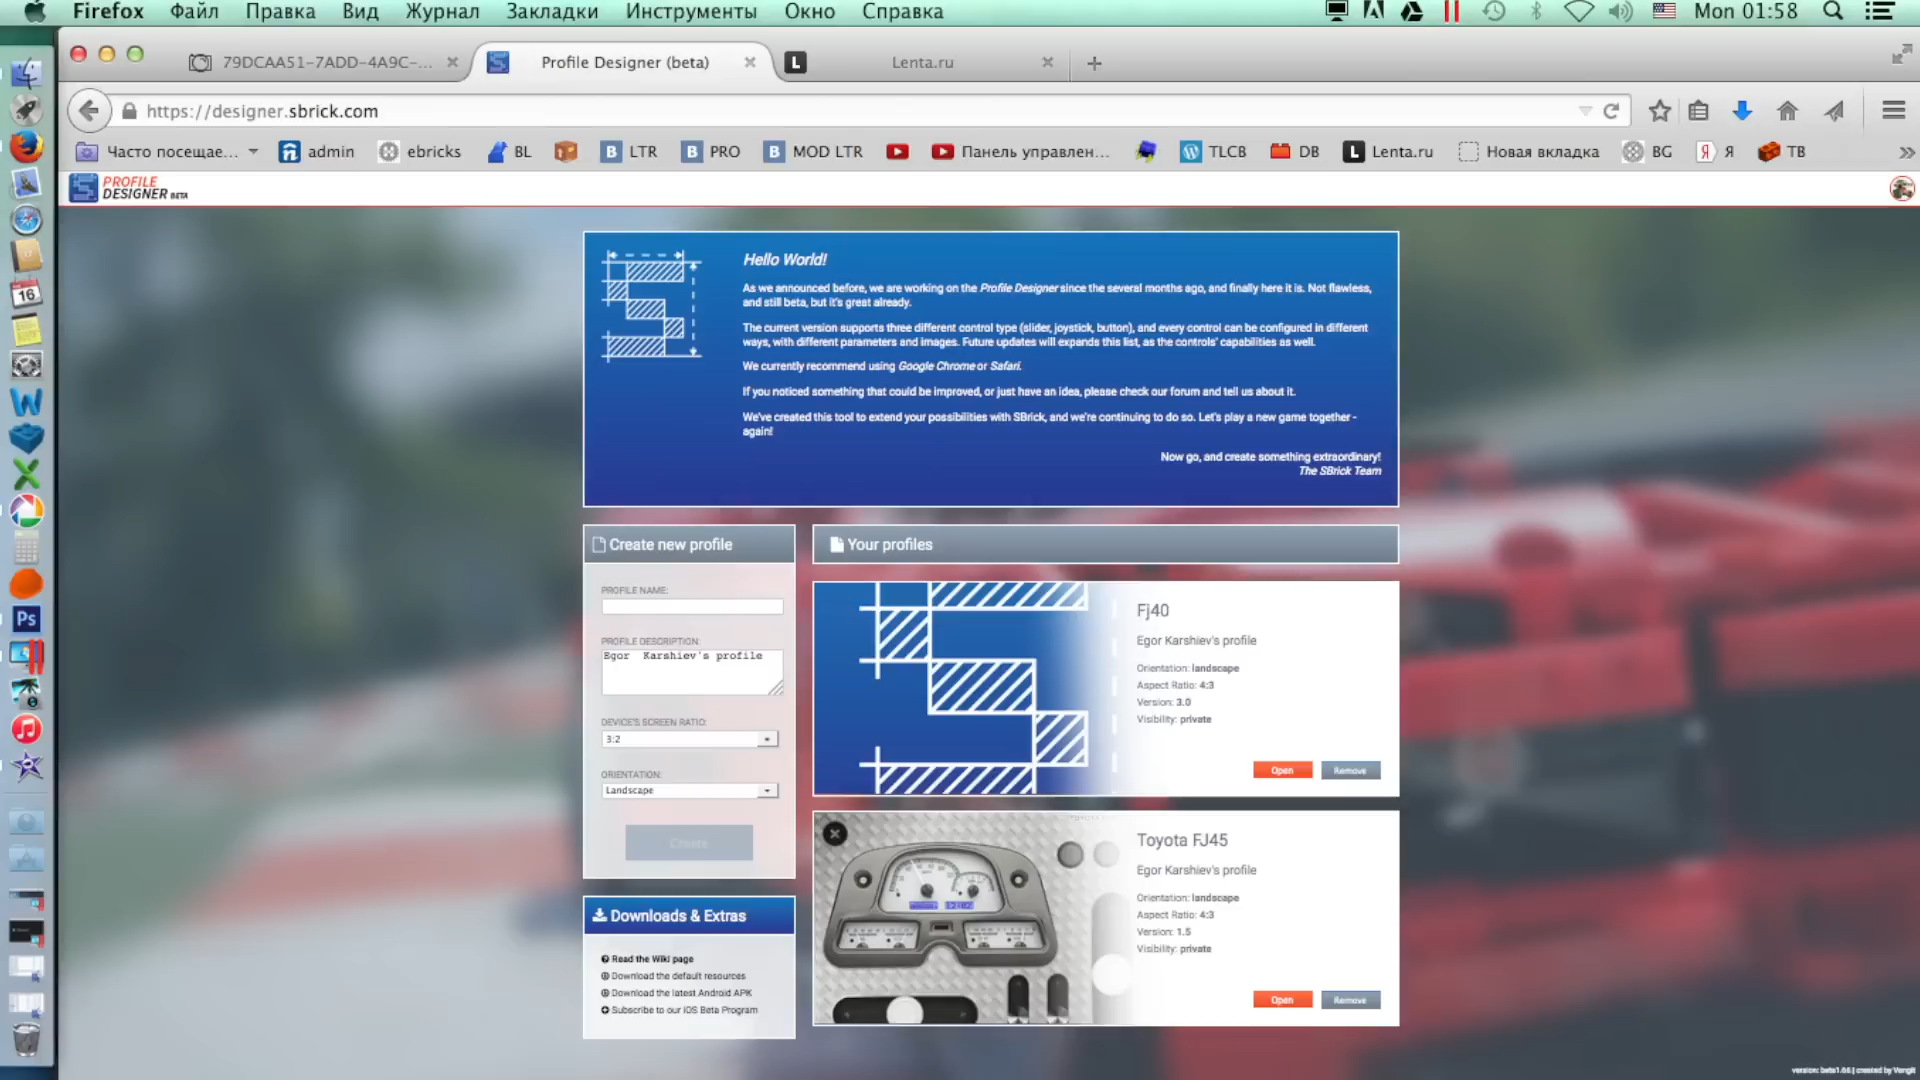 Firefox Файл Правка Вид Журнал Закладки Инструменты Окно Справка Mon 01:58
79DCAA51-7ADD-4A9C-... Profile Designer (beta) L Lenta.ru
https://designer.sbrick.com
Часто посещае... admin ebricks BL B LTR B PRO B MOD LTR Панель управлен... TLCB DB L Lenta.ru Новая вкладка BG Я Я ТВ
PROFILE
DESIGNER BETA
Hello World!
As we announced before, we are working on the Profile Designer since the several months ago, and finally here it is. Not flawless,
and still beta, but it's great already.
The current version supports three different control type (slider, joystick, button), and every control can be configured in different
ways, with different parameters and images. Future updates will expands this list, as the controls' capabilities as well.
We currently recommend using Google Chrome or Safari.
If you noticed something that could be improved, or just have an idea, please check our forum and tell us about it.
We've created this tool to extend your possibilities with SBrick, and we're continuing to do so. Let's play a new game together -
again!
Now go, and create something extraordinary!
The SBrick Team
Create new profile
PROFILE NAME:
PROFILE DESCRIPTION:
Egor Karshiev's profile
DEVICE'S SCREEN RATIO:
3:2
ORIENTATION:
Landscape
Create
Downloads & Extras
Read the Wiki page
Download the default resources
Download the latest Android APK
Subscribe to our iOS Beta Program
Your profiles
Fj40
Egor Karshiev's profile
Orientation: landscape
Aspect Ratio: 4:3
Version: 3.0
Visibility: private
Open Remove
Toyota FJ45
Egor Karshiev's profile
Orientation: landscape
Aspect Ratio: 4:3
Version: 1.5
Visibility: private
Open Remove
16
Ps
version: beta1.66 | created by Vengit